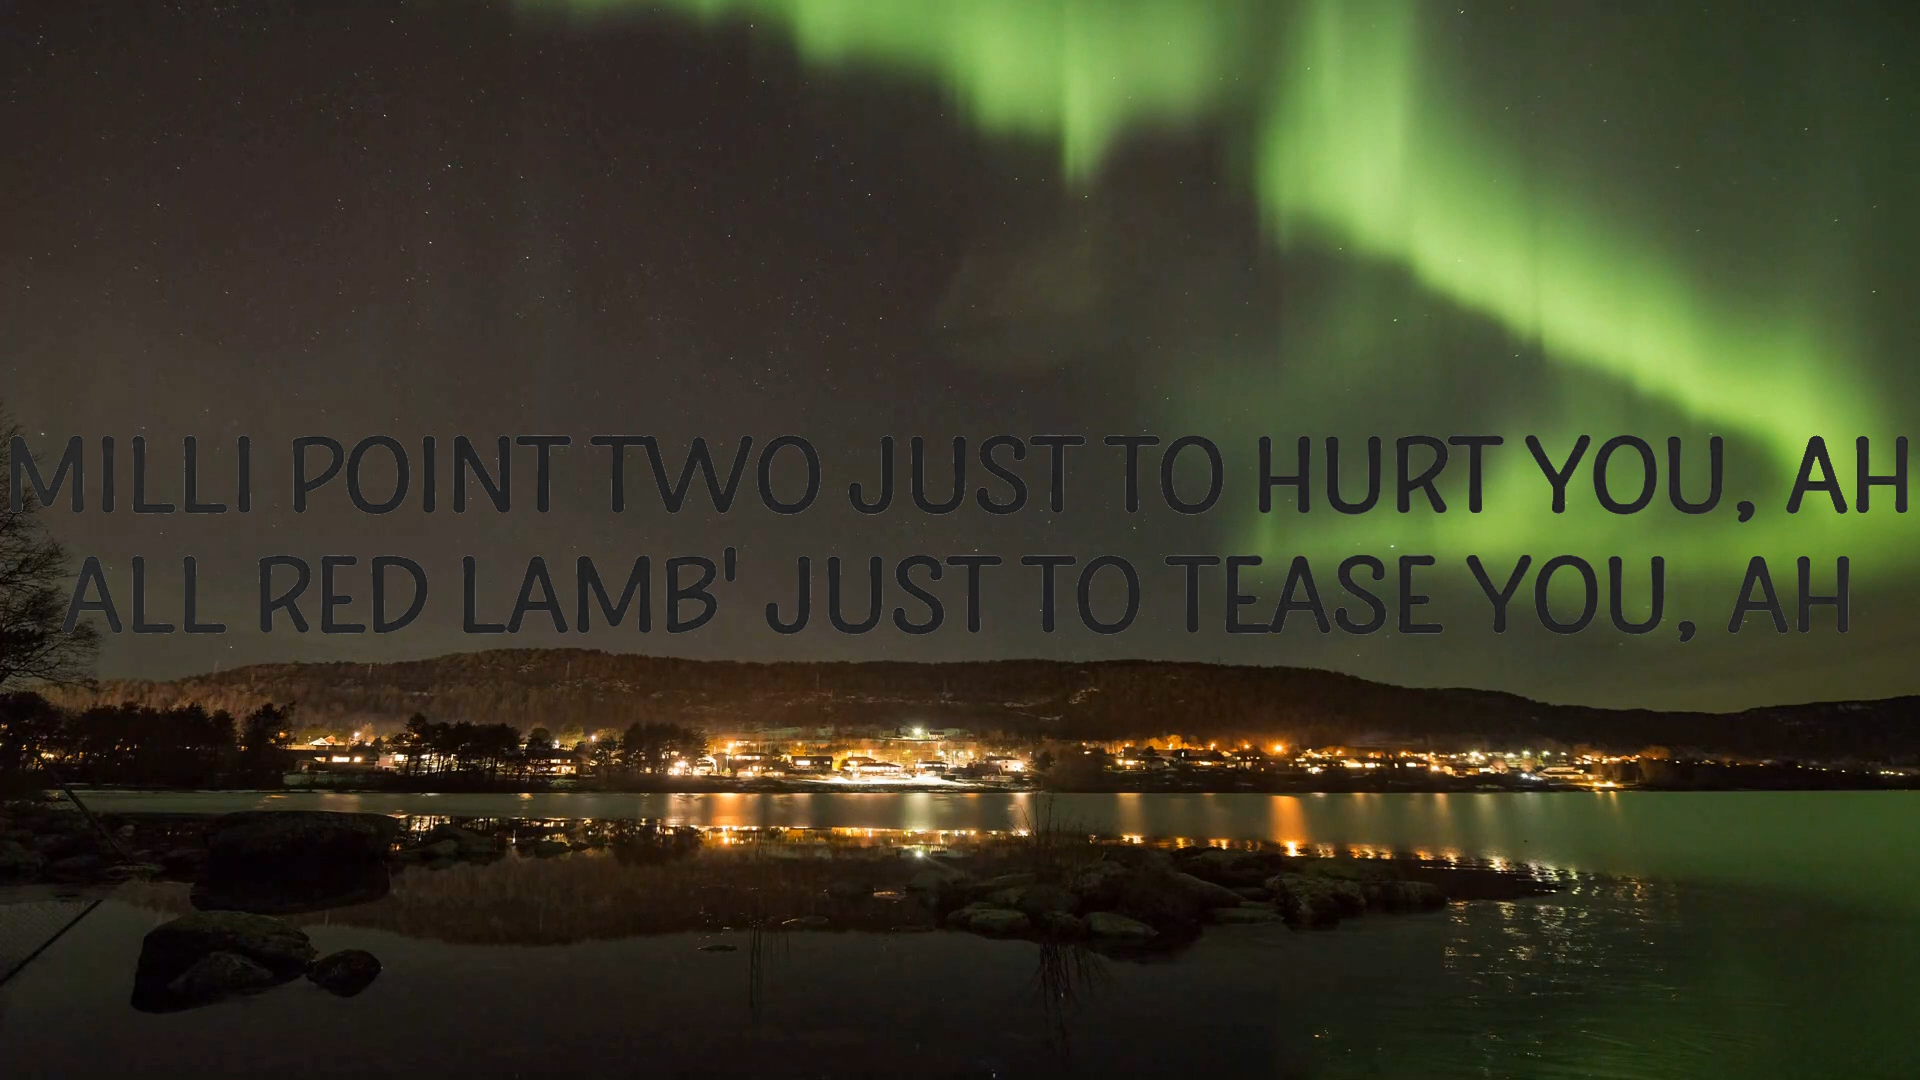 MILLI POINT TWO JUST TO HURT YOU, AH
ALL RED LAMB' JUST TO TEASE YOU, AH